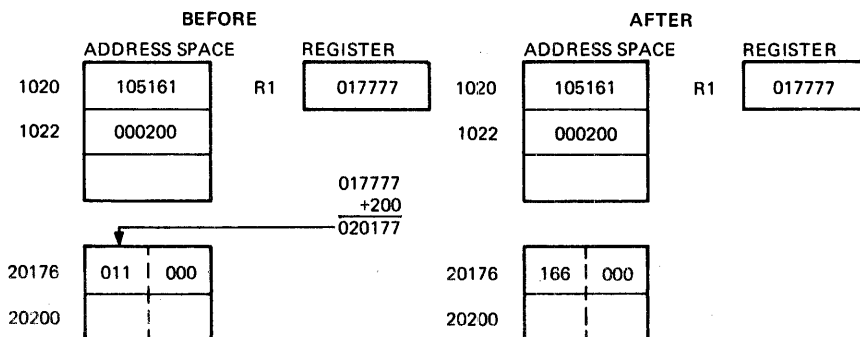 BEFORE AFTER
ADDRESS SPACE REGISTER ADDRESS SPACE REGISTER
1020 105161 R1 017777 1020 105161 R1 017777
1022 000200 1022 000200
017777
+200
020177
20176 011 000 20176 166 000
20200 20200